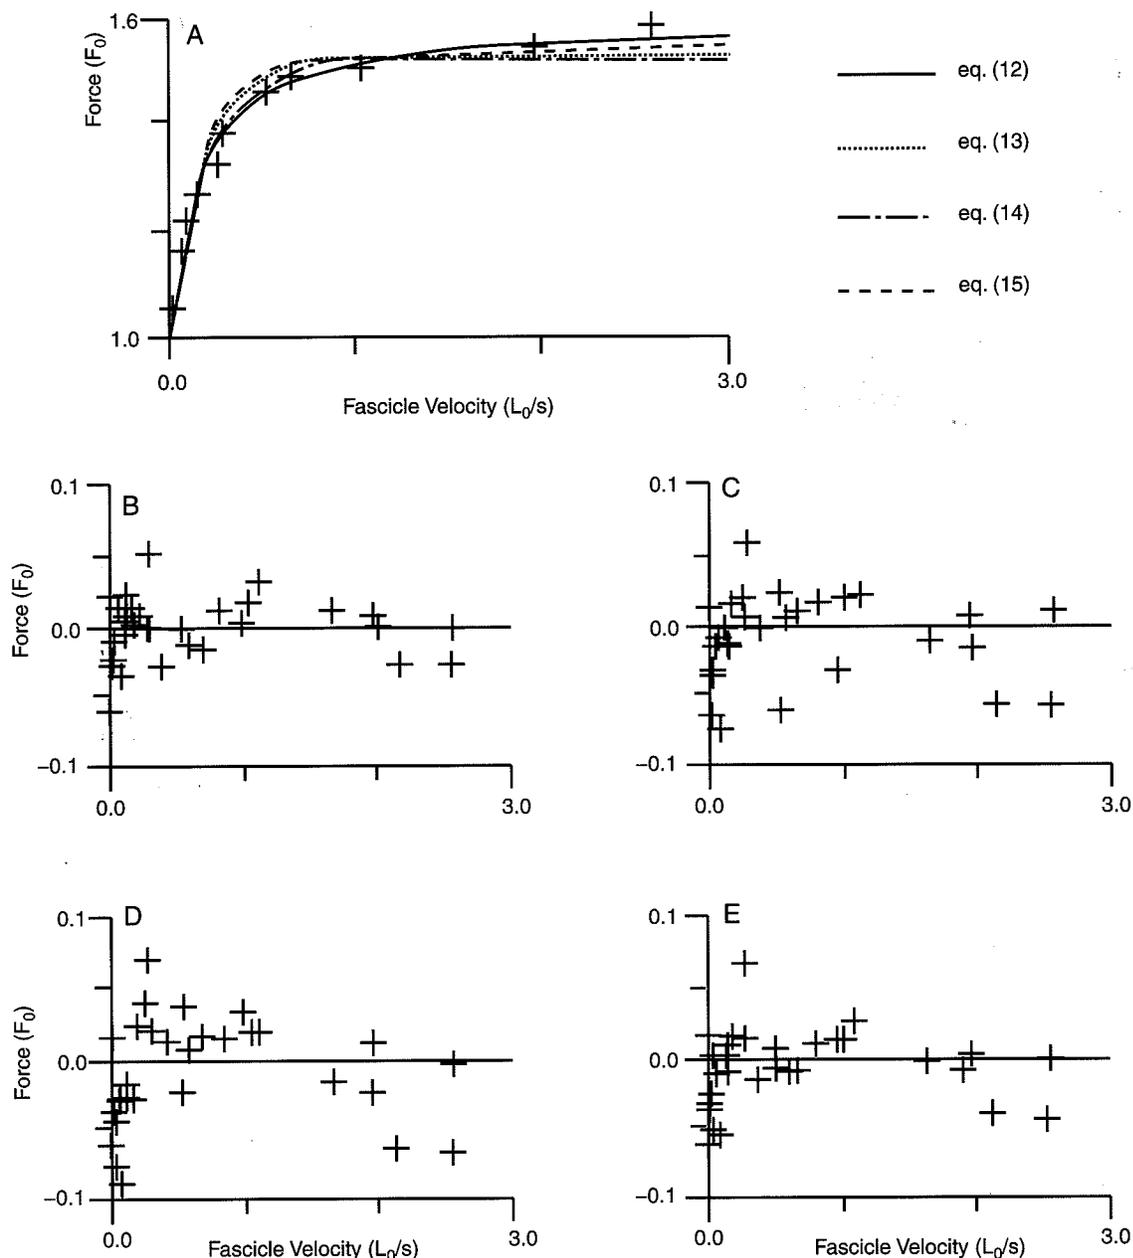 1.6
A
Force (F0)
1.0
0.0
3.0
Fascicle Velocity (L0/s)
eq. (12)
eq. (13)
eq. (14)
eq. (15)
0.1
B
Force (F0)
0.0
−0.1
0.0
3.0
0.1
C
0.0
−0.1
0.0
3.0
0.1
D
Force (F0)
0.0
−0.1
0.0
3.0
Fascicle Velocity (L0/s)
0.1
E
0.0
−0.1
0.0
3.0
Fascicle Velocity (L0/s)